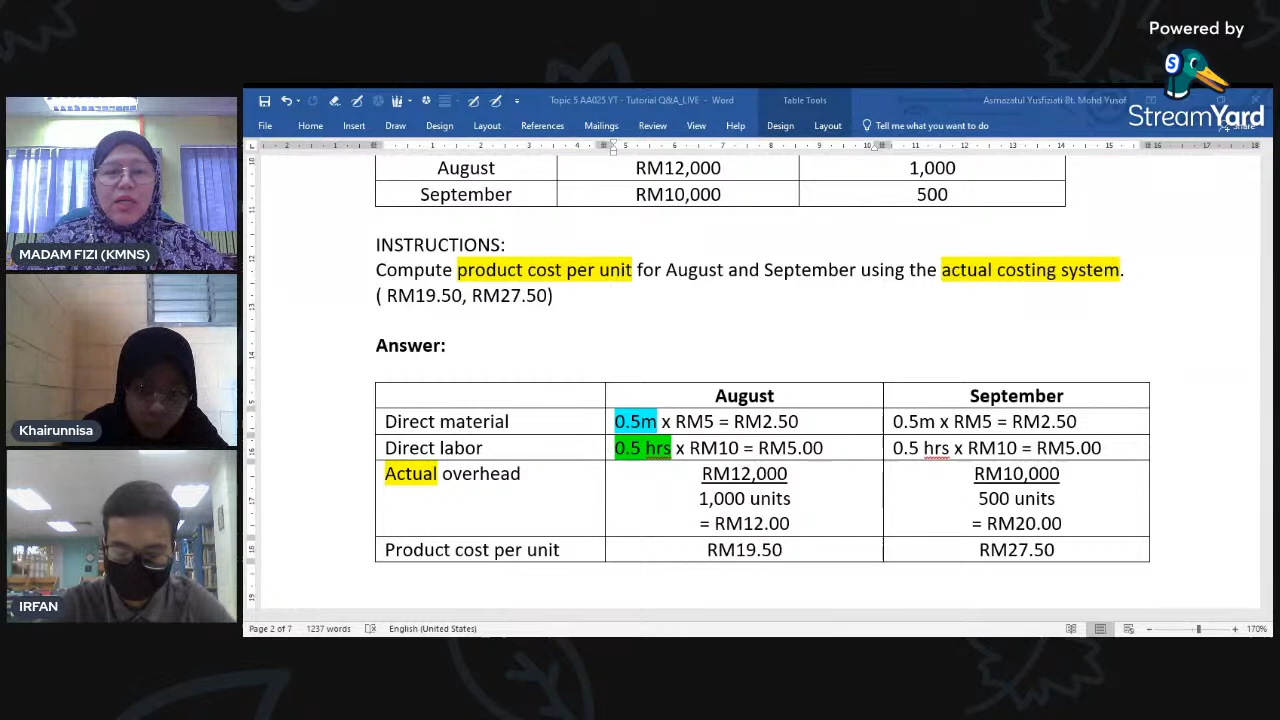 Powered by
S
StreamYard
MADAM FIZI (KMNS)
Khairunnisa
IRFAN
Topic 5 AA025 YT - Tutorial Q&A_LIVE - Word
Table Tools
Asmazatul Yusfiziati Bt. Mohd Yusof
File Home Insert Draw Design Layout References Mailings Review View Help Design Layout Tell me what you want to do
August RM12,000 1,000
September RM10,000 500
INSTRUCTIONS:
Compute product cost per unit for August and September using the actual costing system.
( RM19.50, RM27.50)
Answer:
August September
Direct material 0.5m x RM5 = RM2.50 0.5m x RM5 = RM2.50
Direct labor 0.5 hrs x RM10 = RM5.00 0.5 hrs x RM10 = RM5.00
Actual overhead RM12,000 RM10,000
1,000 units 500 units
= RM12.00 = RM20.00
Product cost per unit RM19.50 RM27.50
Page 2 of 7 1237 words English (United States) 170%